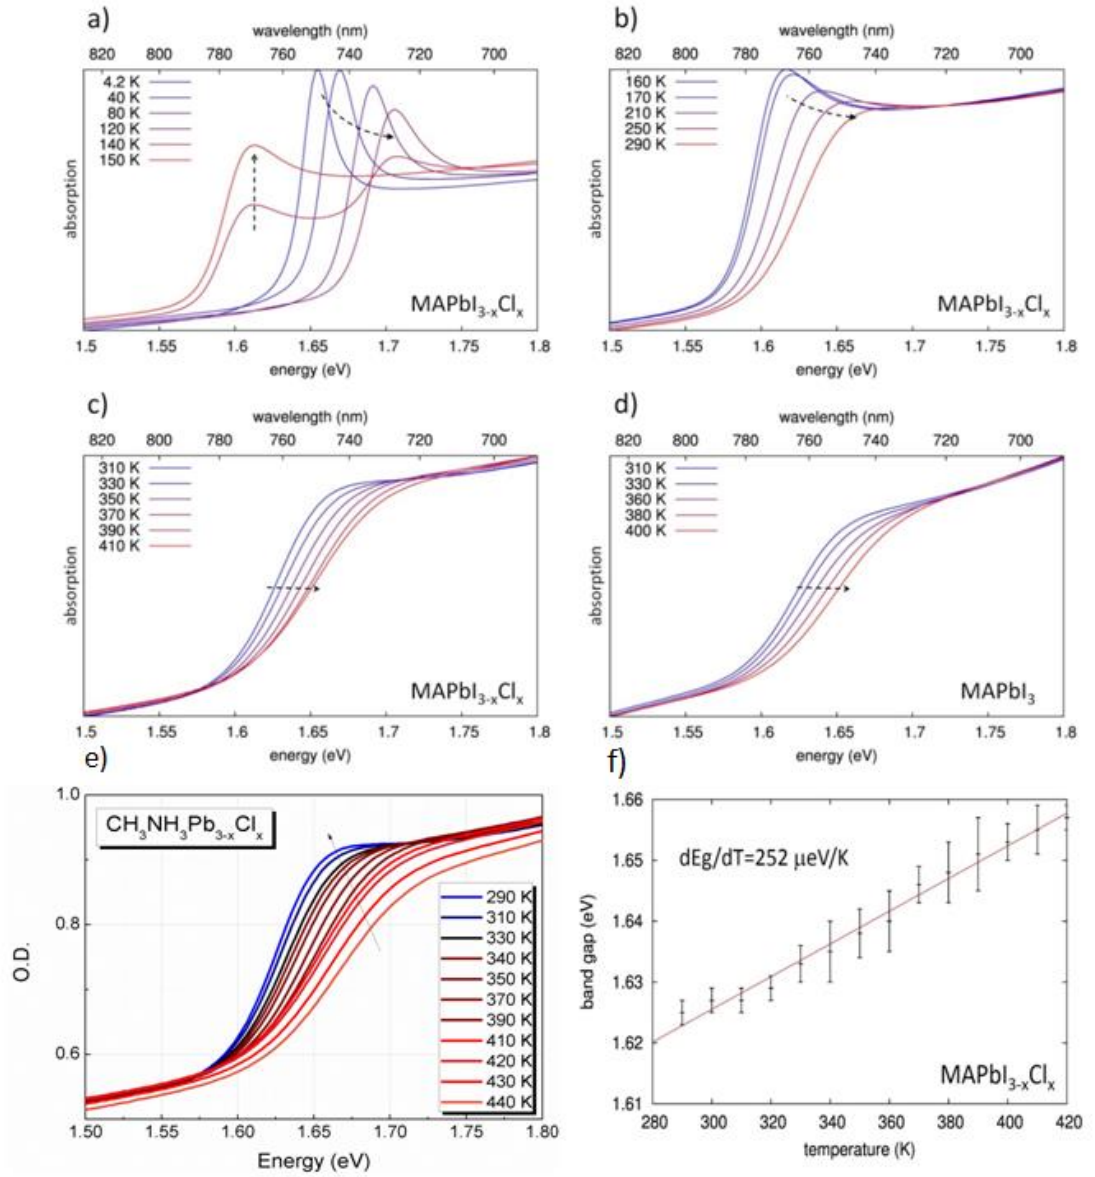 a)
wavelength (nm)
820 800 780 760 740 720 700
4.2 K
40 K
80 K
120 K
140 K
150 K
absorption
MAPbI3-xClx
1.5 1.55 1.6 1.65 1.7 1.75 1.8
energy (eV)
b)
wavelength (nm)
820 800 780 760 740 720 700
160 K
170 K
210 K
250 K
290 K
absorption
MAPbI3-xClx
1.5 1.55 1.6 1.65 1.7 1.75 1.8
energy (eV)
c)
wavelength (nm)
820 800 780 760 740 720 700
310 K
330 K
350 K
370 K
390 K
410 K
absorption
MAPbI3-xClx
1.5 1.55 1.6 1.65 1.7 1.75 1.8
energy (eV)
d)
wavelength (nm)
820 800 780 760 740 720 700
310 K
330 K
360 K
380 K
400 K
absorption
MAPbI3
1.5 1.55 1.6 1.65 1.7 1.75 1.8
energy (eV)
e)
1.0
0.8
0.6
O.D.
CH3NH3Pb3-xClx
290 K
310 K
330 K
340 K
350 K
370 K
390 K
410 K
420 K
430 K
440 K
1.50 1.55 1.60 1.65 1.70 1.75 1.80
Energy (eV)
f)
1.66
1.65
1.64
1.63
1.62
1.61
band gap (eV)
dEg/dT=252 μeV/K
MAPbI3-xClx
280 300 320 340 360 380 400 420
temperature (K)